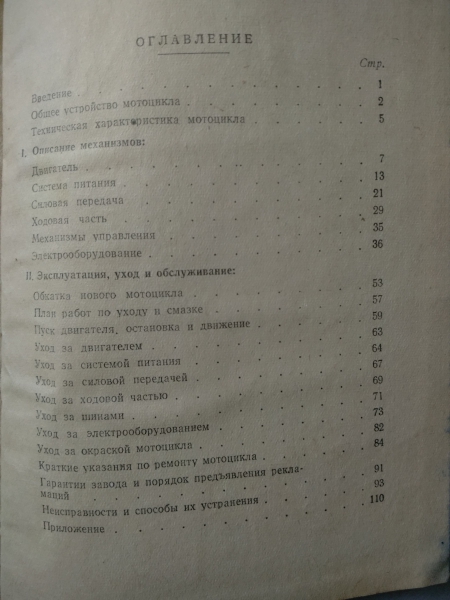 ОГЛАВЛЕНИЕ
Стр.
Введение . . . . . . . . . . 1
Общее устройство мотоцикла . . . . . . 2
Техническая характеристика мотоцикла . . . . 5
I. Описание механизмов:
Двигатель . . . . . . . . . . 7
Система питания . . . . . . . . 13
Силовая передача . . . . . . . . 21
Ходовая часть . . . . . . . . 29
Механизмы управления . . . . . . . 35
Электрооборудование . . . . . . . 36
II. Эксплуатация, уход и обслуживание:
Обкатка нового мотоцикла . . . . . . 53
План работ по уходу и смазке . . . . . 57
Пуск двигателя, остановка и движение . . . . 59
Уход за двигателем . . . . . . . 63
Уход за системой питания . . . . . . 64
Уход за силовой передачей . . . . . . 67
Уход за ходовой частью . . . . . . 69
Уход за шинами . . . . . . . . 71
Уход за электрооборудованием . . . . . 73
Уход за окраской мотоцикла . . . . . . 82
Краткие указания по ремонту мотоцикла . . . . 84
Гарантии завода и порядок предъявления рекла-
маций . . . . . . . . . . 91
Неисправности и способы их устранения . . . . 93
Приложение . . . . . . . . . 110